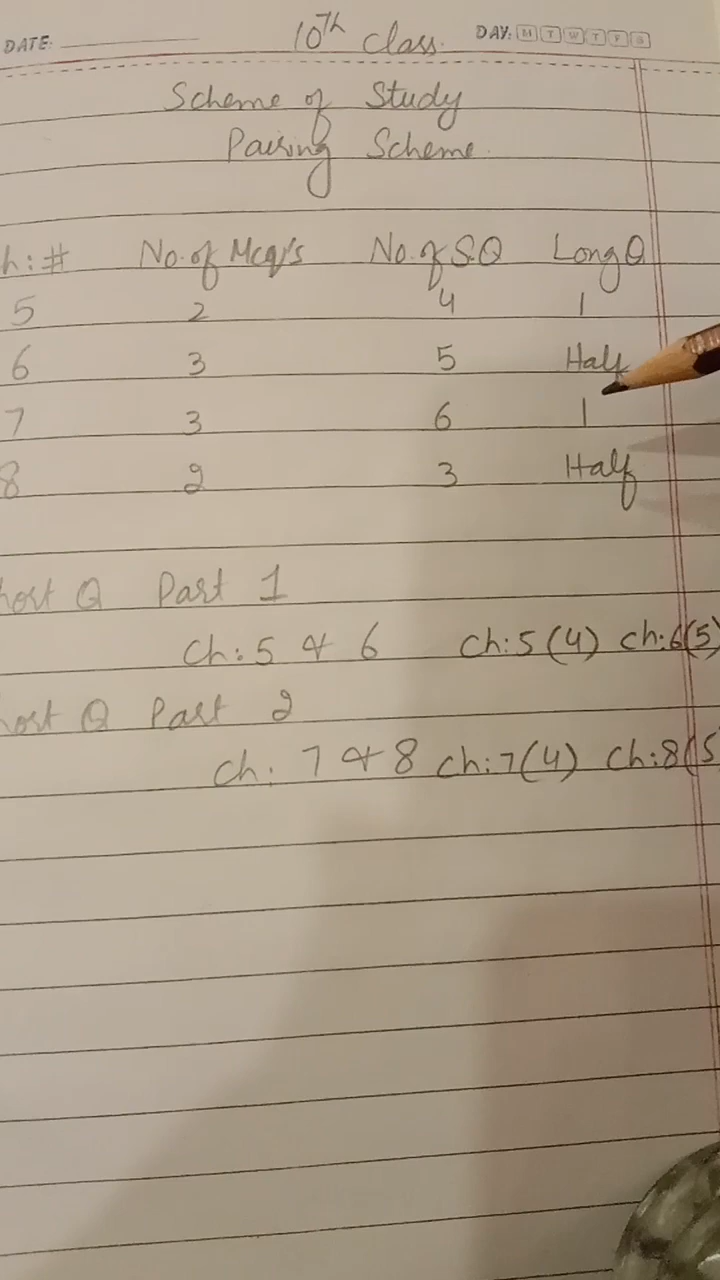 DATE: 10th class. DAY: M T W T F S
Scheme of Study
Pairing Scheme.
h:# No. of Mcq's No. of S.Q Long Q
5 2 4 1
6 3 5 Half
7 3 6 1
8 2 3 Half
hort Q Part 1
Ch: 5 & 6 Ch:5(4) Ch:6(5)
hort Q Part 2
Ch: 7 & 8 Ch:7(4) Ch:8(5